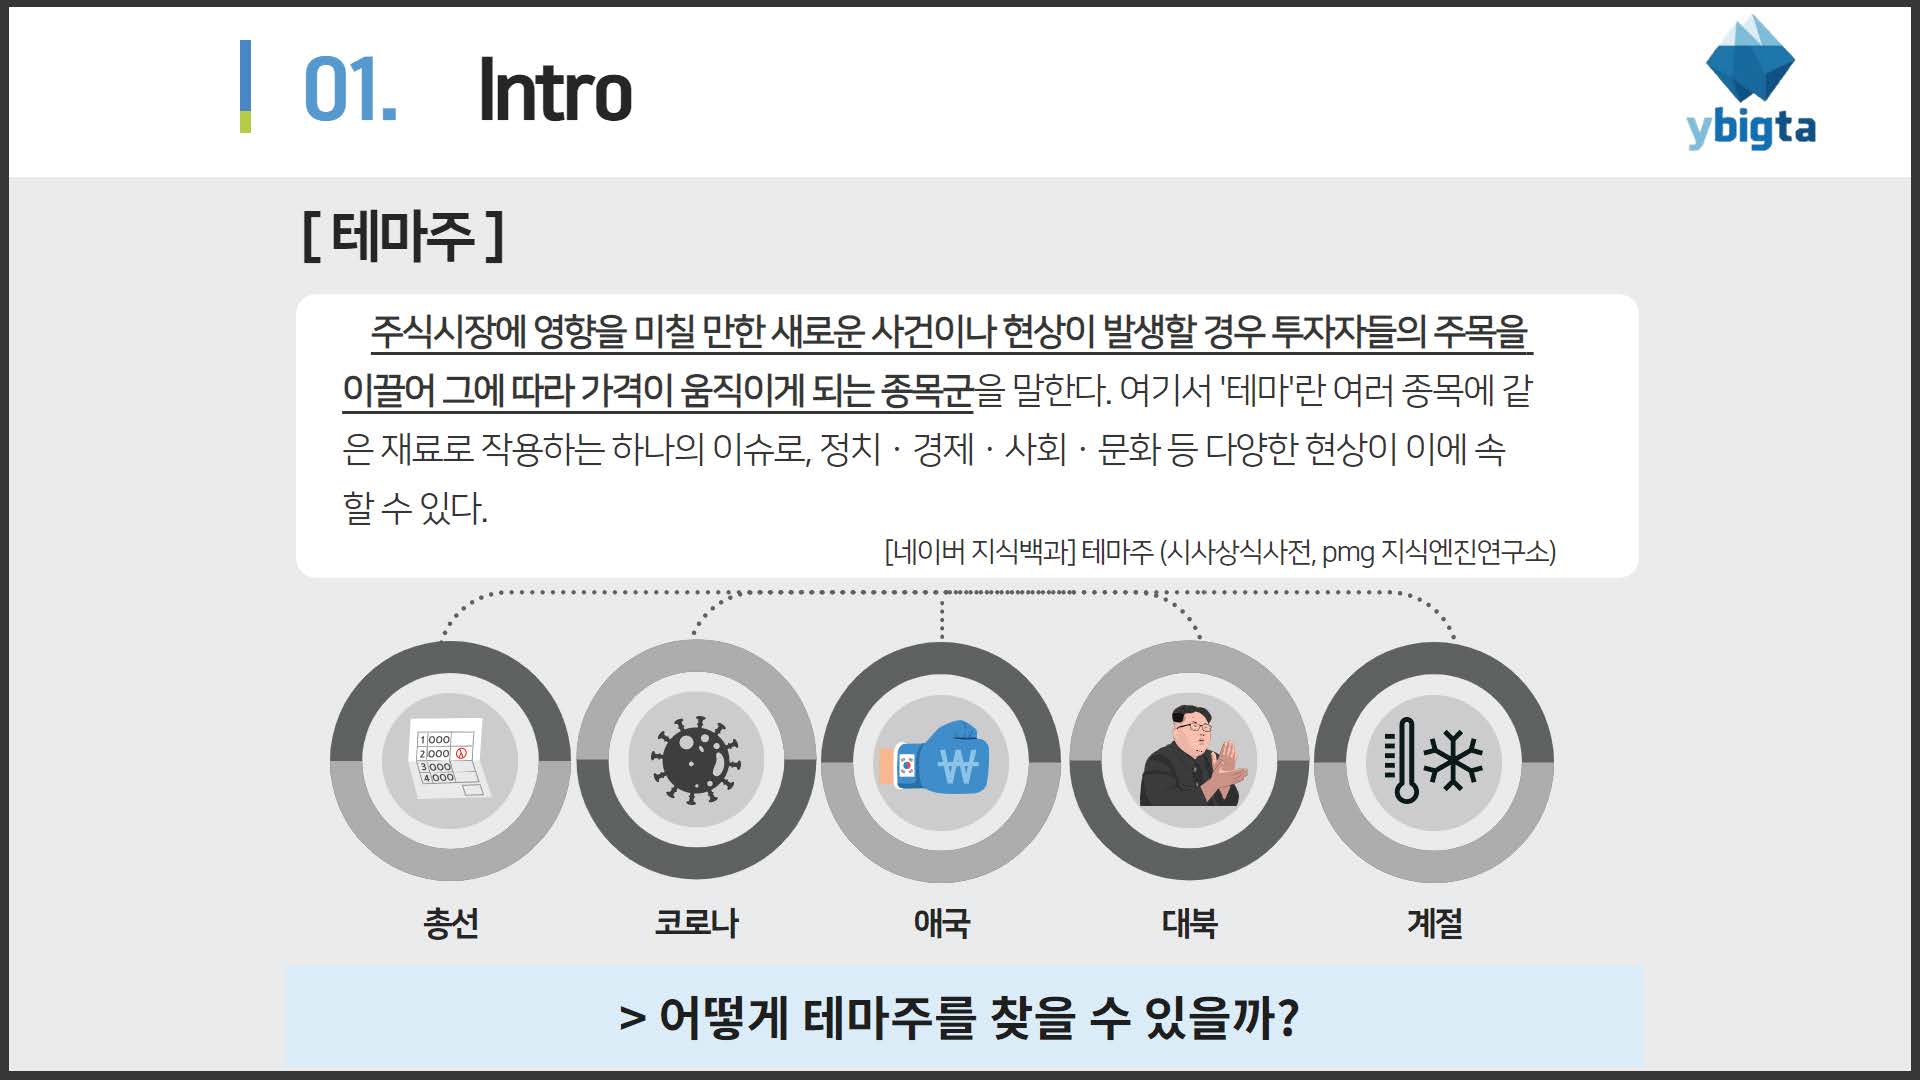 01. Intro
ybigta
[ 테마주 ]
주식시장에 영향을 미칠 만한 새로운 사건이나 현상이 발생할 경우 투자자들의 주목을
이끌어 그에 따라 가격이 움직이게 되는 종목군을 말한다. 여기서 '테마'란 여러 종목에 같
은 재료로 작용하는 하나의 이슈로, 정치 · 경제 · 사회 · 문화 등 다양한 현상이 이에 속
할 수 있다.
[네이버 지식백과] 테마주 (시사상식사전, pmg 지식엔진연구소)
1 OOO
2 OOO
3 OOO
4 OOO
₩
총선
코로나
애국
대북
계절
> 어떻게 테마주를 찾을 수 있을까?